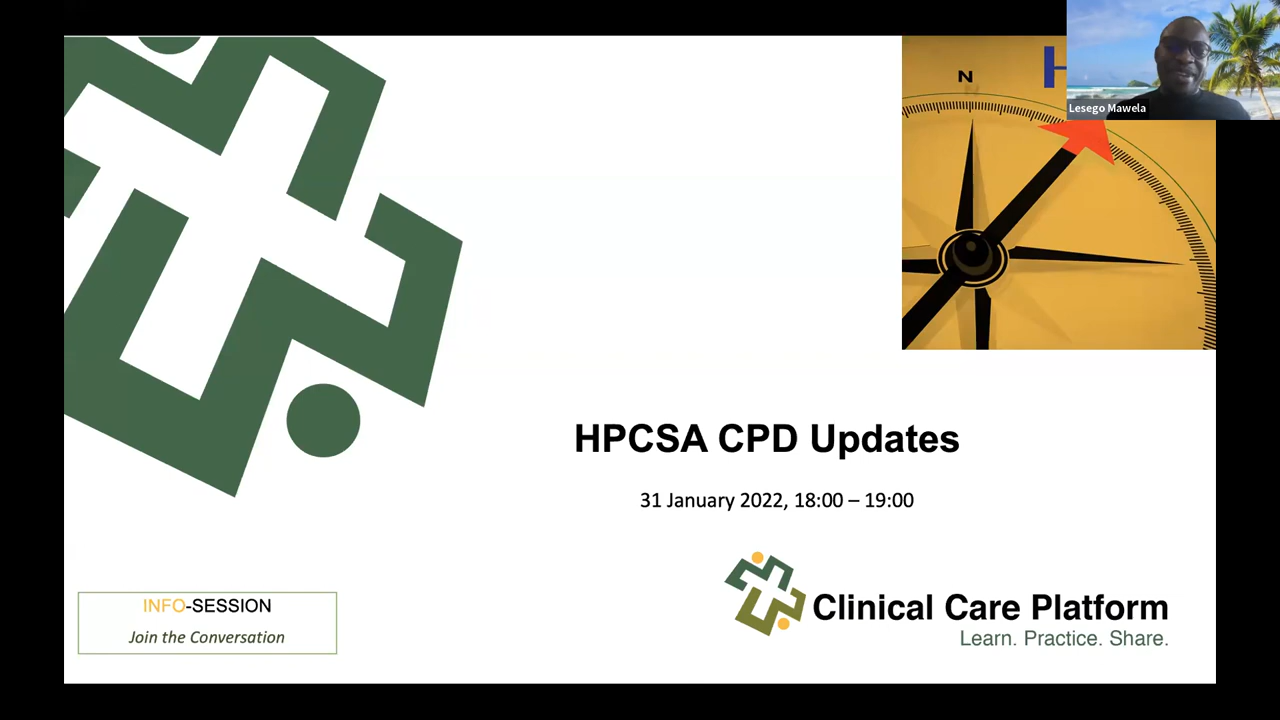 N
H
Lesego Mawela
HPCSA CPD Updates
31 January 2022, 18:00 – 19:00
INFO-SESSION
Join the Conversation
Clinical Care Platform
Learn. Practice. Share.